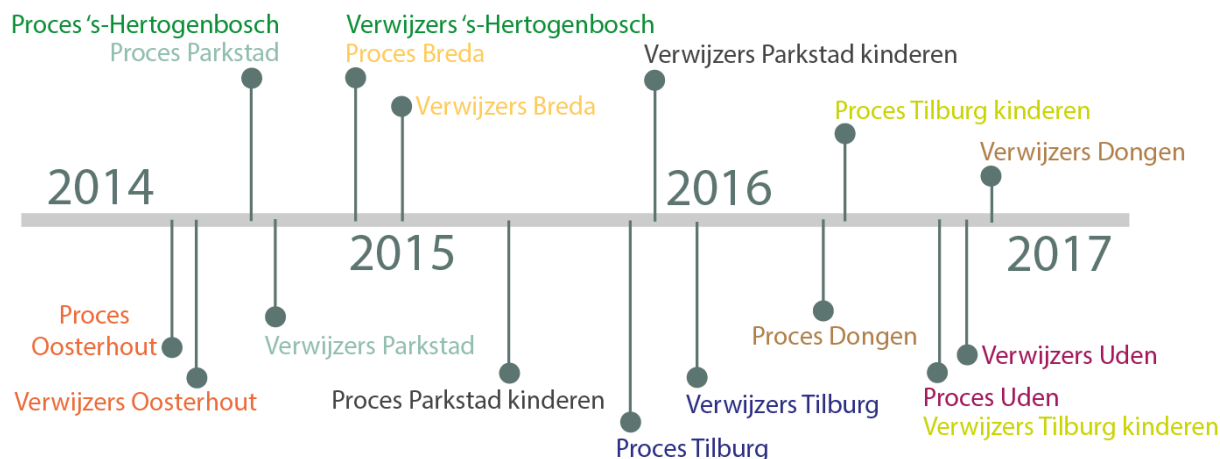 Proces ‘s-Hertogenbosch
Proces Parkstad
Verwijzers ‘s-Hertogenbosch
Proces Breda
Verwijzers Breda
Verwijzers Parkstad kinderen
Proces Tilburg kinderen
Verwijzers Dongen
2014
2016
2015
2017
Proces
Oosterhout
Verwijzers Oosterhout
Verwijzers Parkstad
Proces Parkstad kinderen
Verwijzers Tilburg
Proces Tilburg
Proces Dongen
Verwijzers Uden
Proces Uden
Verwijzers Tilburg kinderen